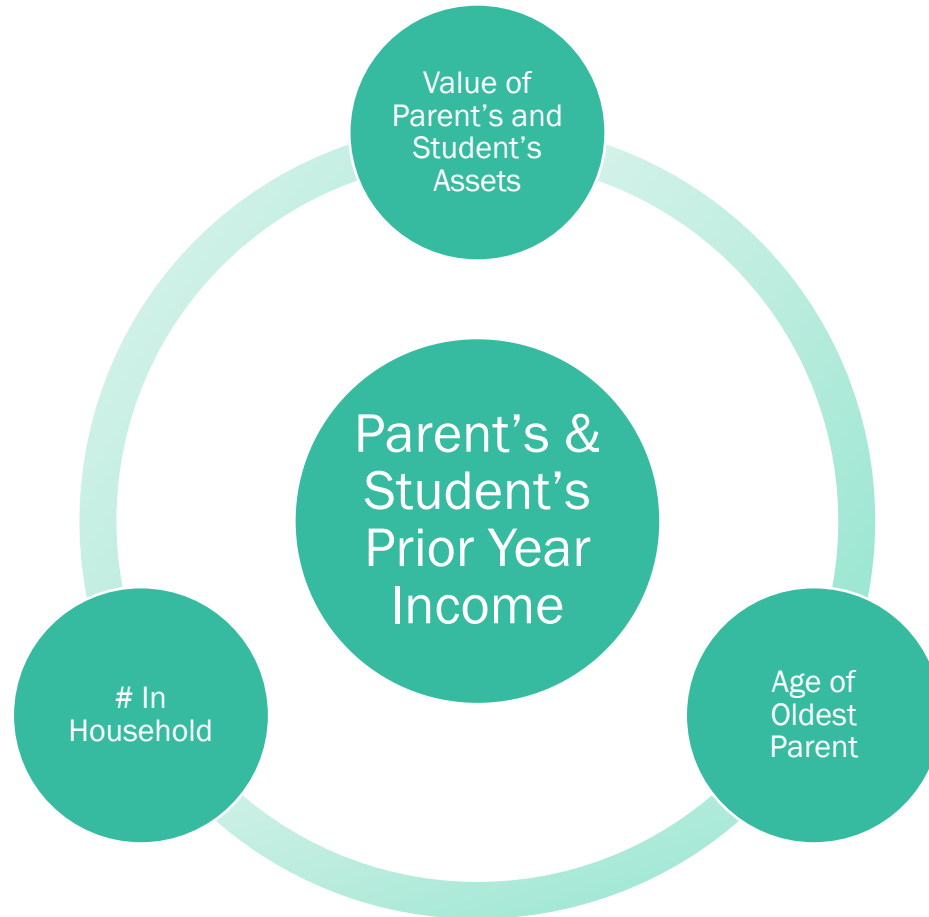 Value of
Parent’s and
Student’s
Assets
Parent’s &
Student’s
Prior Year
Income
# In
Household
Age of
Oldest
Parent